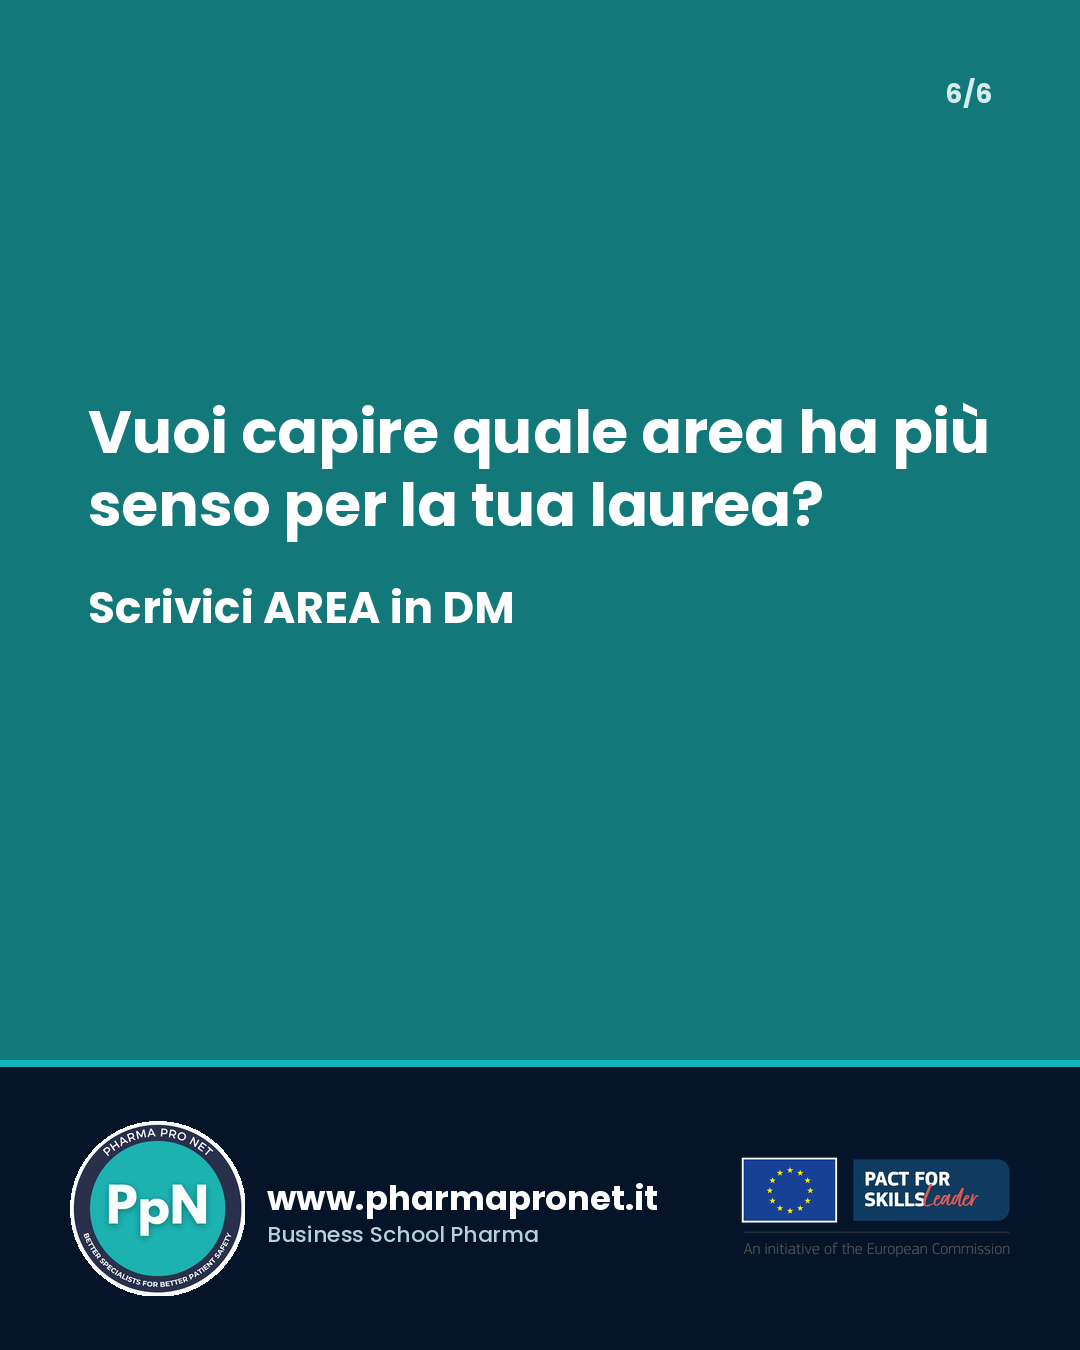 6/6
Vuoi capire quale area ha più
senso per la tua laurea?
Scrivici AREA in DM
PHARMA PRO NET
PpN
BETTER SPECIALISTS FOR BETTER PATIENT SAFETY
www.pharmapronet.it
Business School Pharma
PACT FOR
SKILLS Leader
An initiative of the European Commission